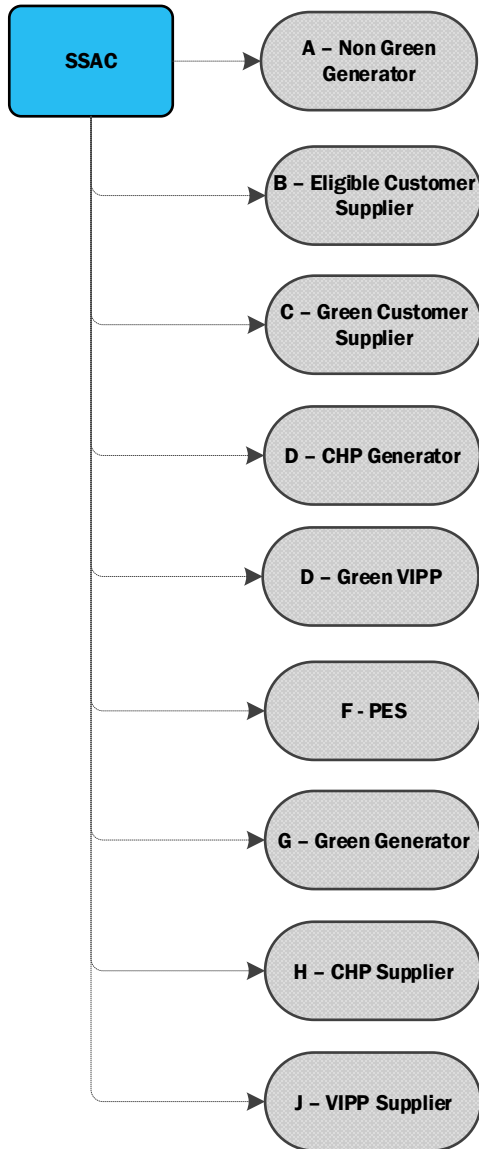 SSAC
A – Non Green
Generator
B – Eligible Customer
Supplier
C – Green Customer
Supplier
D – CHP Generator
D – Green VIPP
F - PES
G – Green Generator
H – CHP Supplier
J – VIPP Supplier